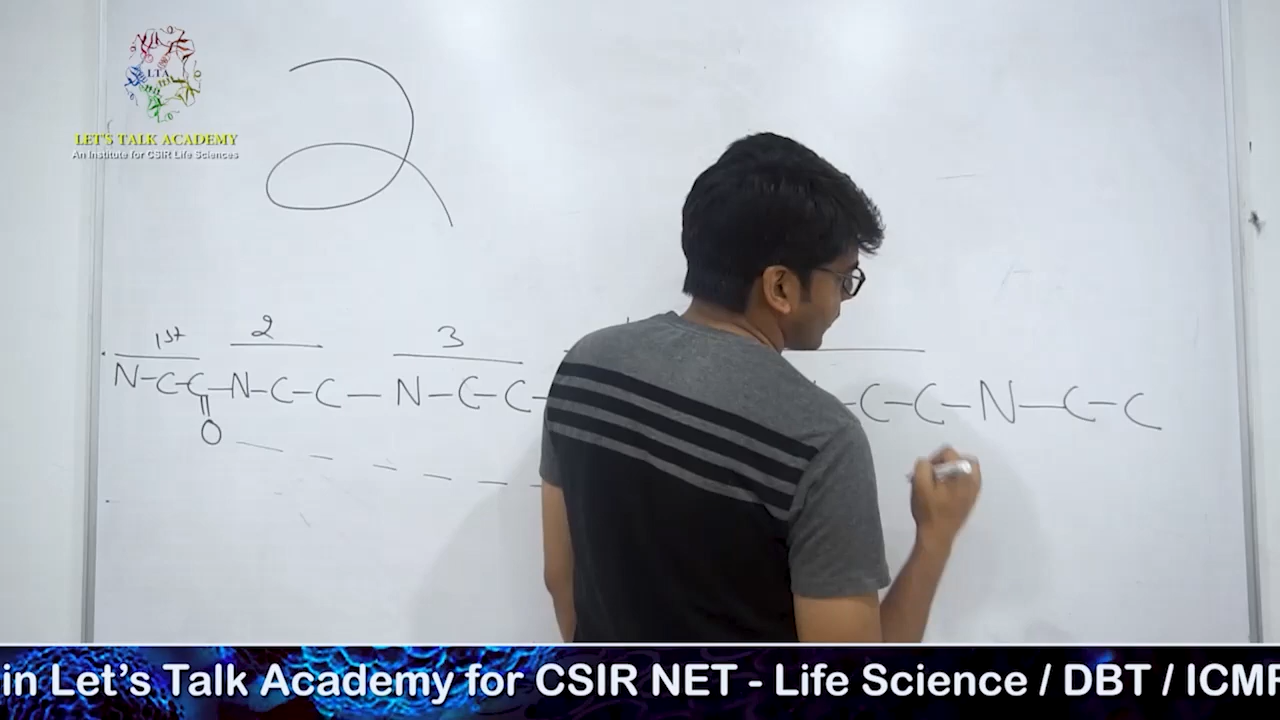 LTA
LET'S TALK ACADEMY
An Institute for CSIR Life Sciences
1st 2 3
N-C-C-N-C-C-N-C-C-
C-C-N-C-C
O
in Let's Talk Academy for CSIR NET - Life Science / DBT / ICMR